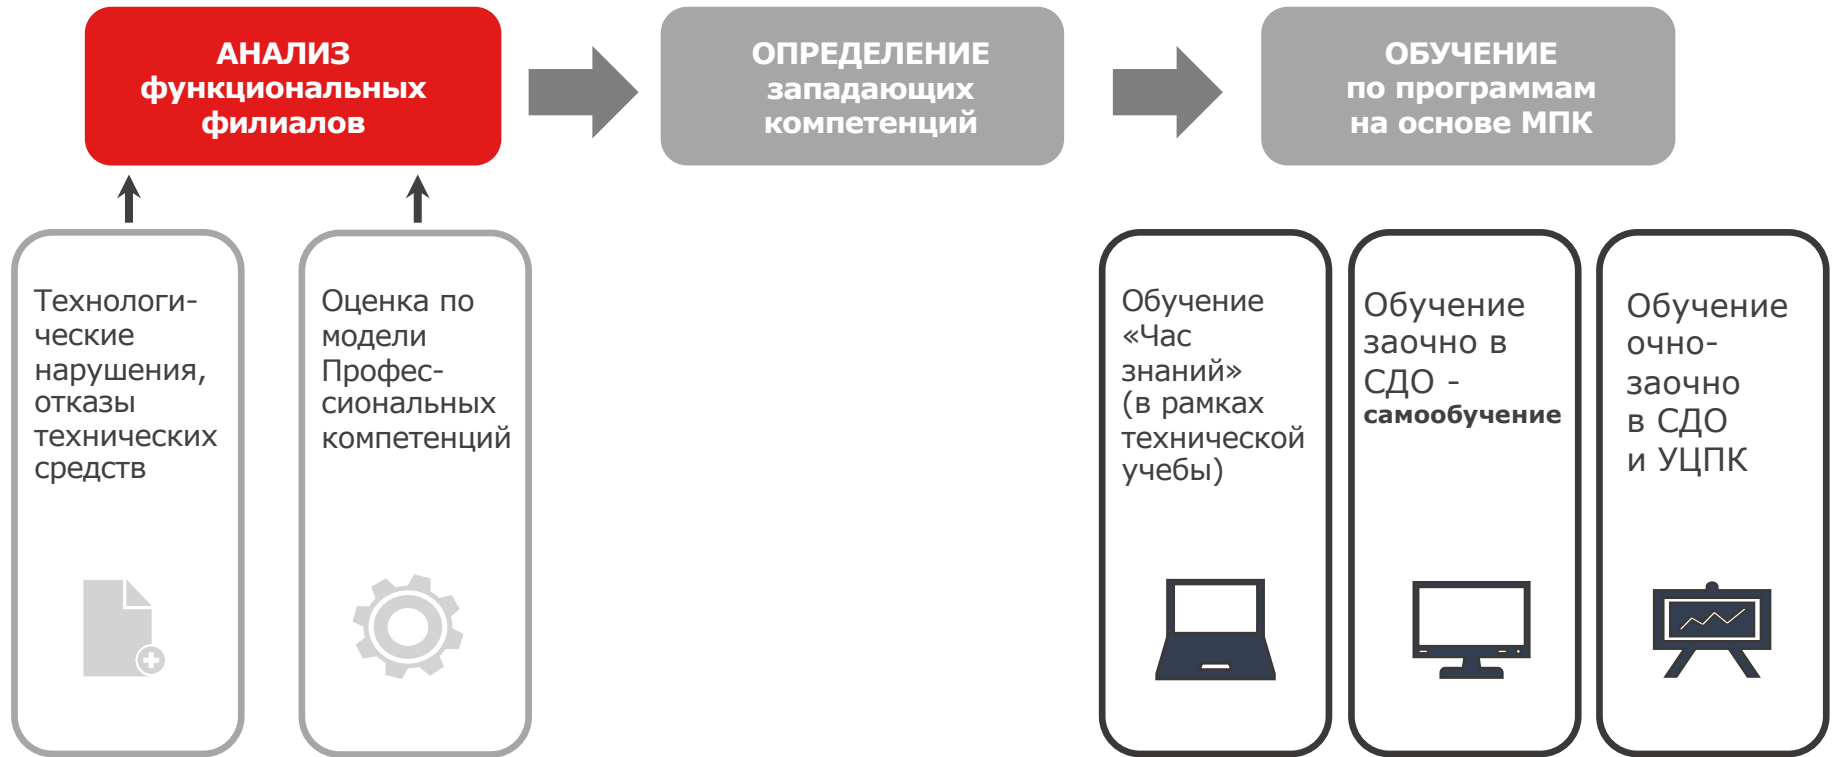 АНАЛИЗ
функциональных
филиалов
ОПРЕДЕЛЕНИЕ
западающих
компетенций
ОБУЧЕНИЕ
по программам
на основе МПК
Технологи-
ческие
нарушения,
отказы
технических
средств
Оценка по
модели
Профес-
сиональных
компетенций
Обучение
«Час
знаний»
(в рамках
технической
учебы)
Обучение
заочно в
СДО -
самообучение
Обучение
очно-
заочно
в СДО
и УЦПК